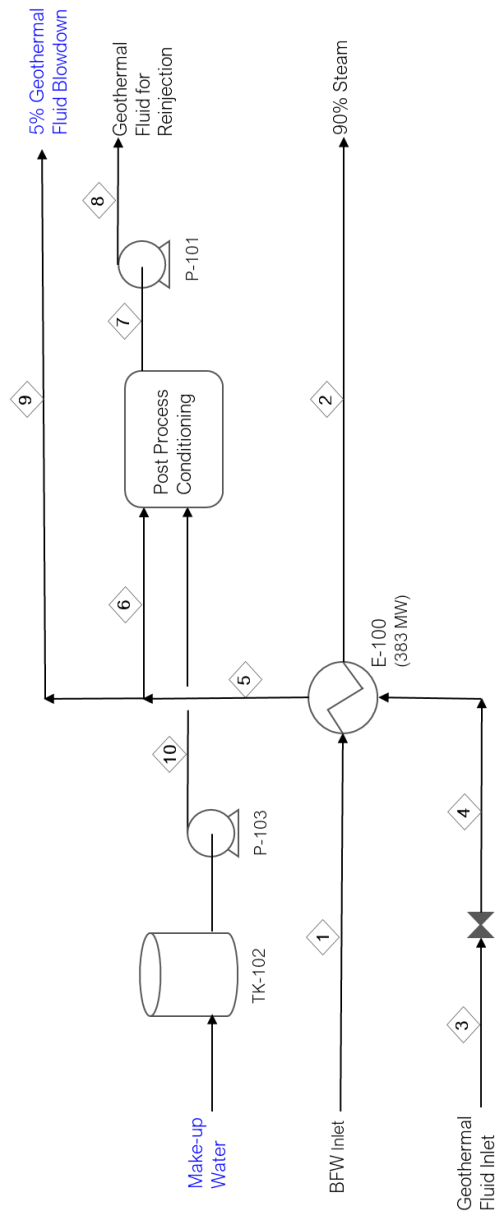 5% Geothermal
Fluid Blowdown
9
Geothermal
Fluid for
Reinjection
8
P-101
7
Post Process
Conditioning
6
10
5
P-103
TK-102
Make-up
Water
90% Steam
2
E-100
(383 MW)
1
BFW Inlet
4
3
Geothermal
Fluid Inlet